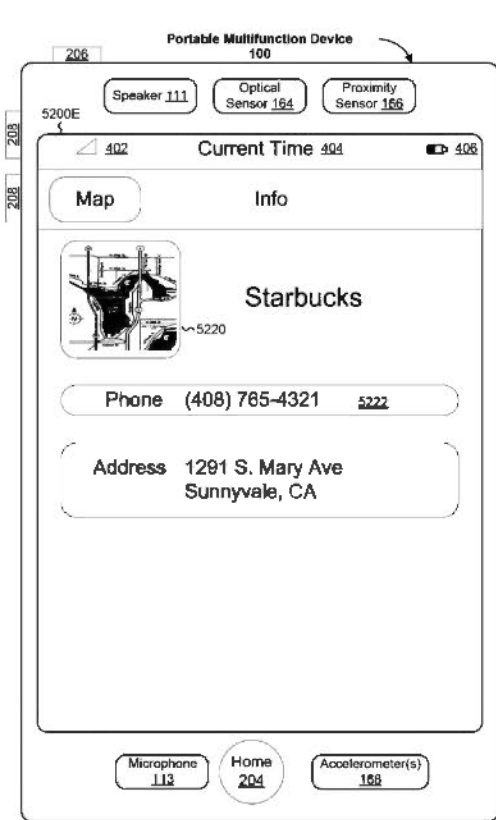 Portable Multifunction Device
100
206
Speaker 111
Optical
Sensor 164
Proximity
Sensor 166
5200E
208
208
402
Current Time 404
406
Map
Info
Starbucks
5220
Phone (408) 765-4321 5222
Address 1291 S. Mary Ave
Sunnyvale, CA
Microphone
113
Home
204
Accelerometer(s)
168